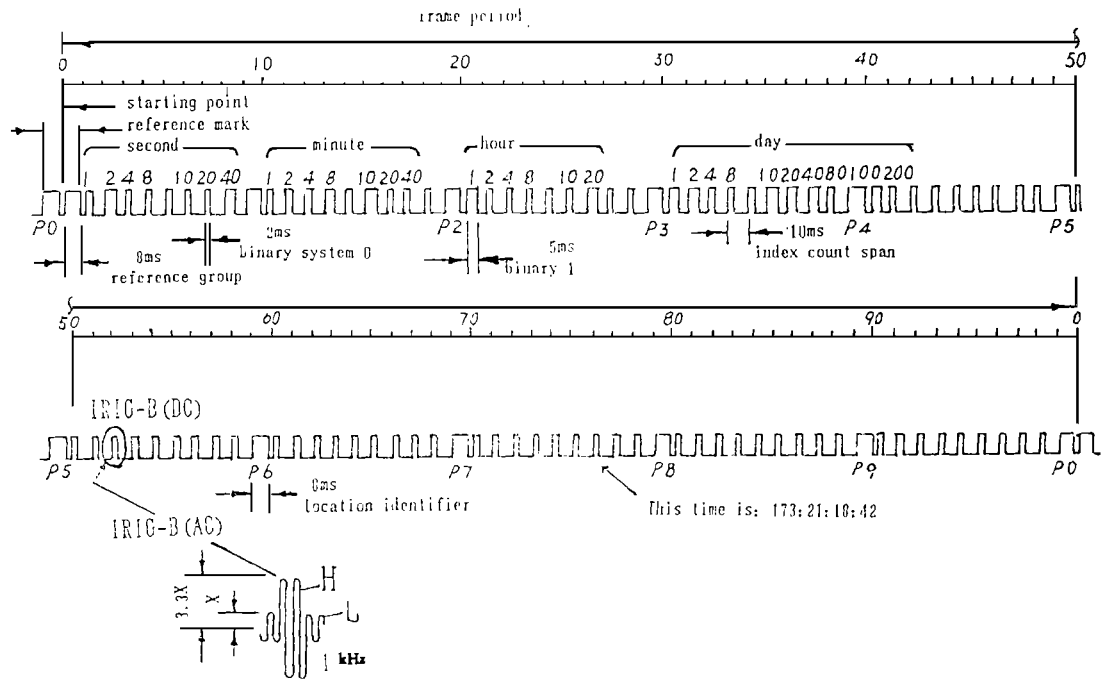 frame period
0 10 20 30 40 50
starting point
reference mark
second minute hour day
1 2 4 8 10 20 40 1 2 4 8 10 20 40 1 2 4 8 10 20 1 2 4 8 10 20 40 80 100 200
P0 P2 P3 P4 P5
8ms
reference group
2ms
binary system 0
5ms
binary 1
10ms
index count span
50 60 70 80 90 0
IRIG-B(DC)
P5 P6 P7 P8 P9 P0
8ms
location identifier
This time is: 173:21:18:42
IRIG-B(AC)
3.3X
X
H
L
1 kHz